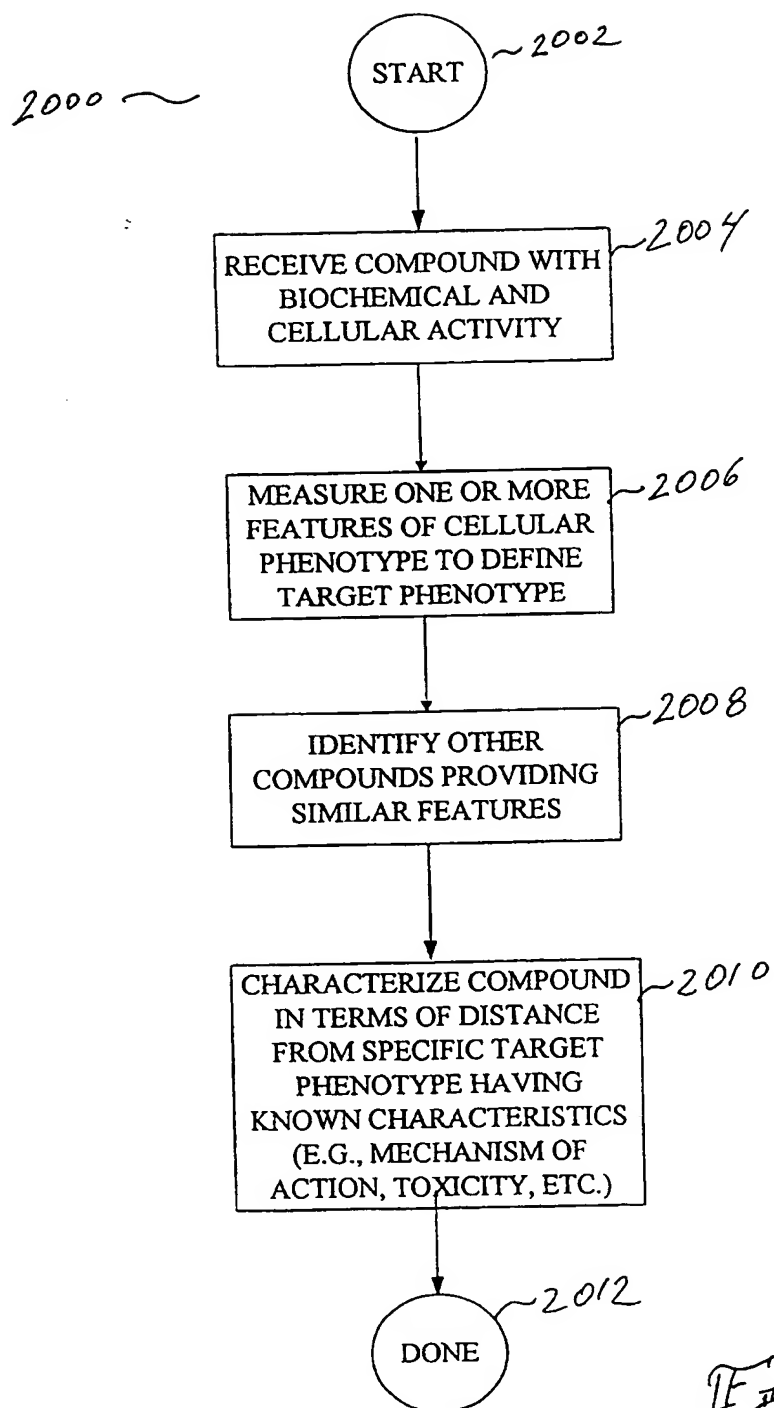 2002
START
2000
2004
RECEIVE COMPOUND WITH
BIOCHEMICAL AND
CELLULAR ACTIVITY
2006
MEASURE ONE OR MORE
FEATURES OF CELLULAR
PHENOTYPE TO DEFINE
TARGET PHENOTYPE
2008
IDENTIFY OTHER
COMPOUNDS PROVIDING
SIMILAR FEATURES
2010
CHARACTERIZE COMPOUND
IN TERMS OF DISTANCE
FROM SPECIFIC TARGET
PHENOTYPE HAVING
KNOWN CHARACTERISTICS
(E.G., MECHANISM OF
ACTION, TOXICITY, ETC.)
2012
DONE